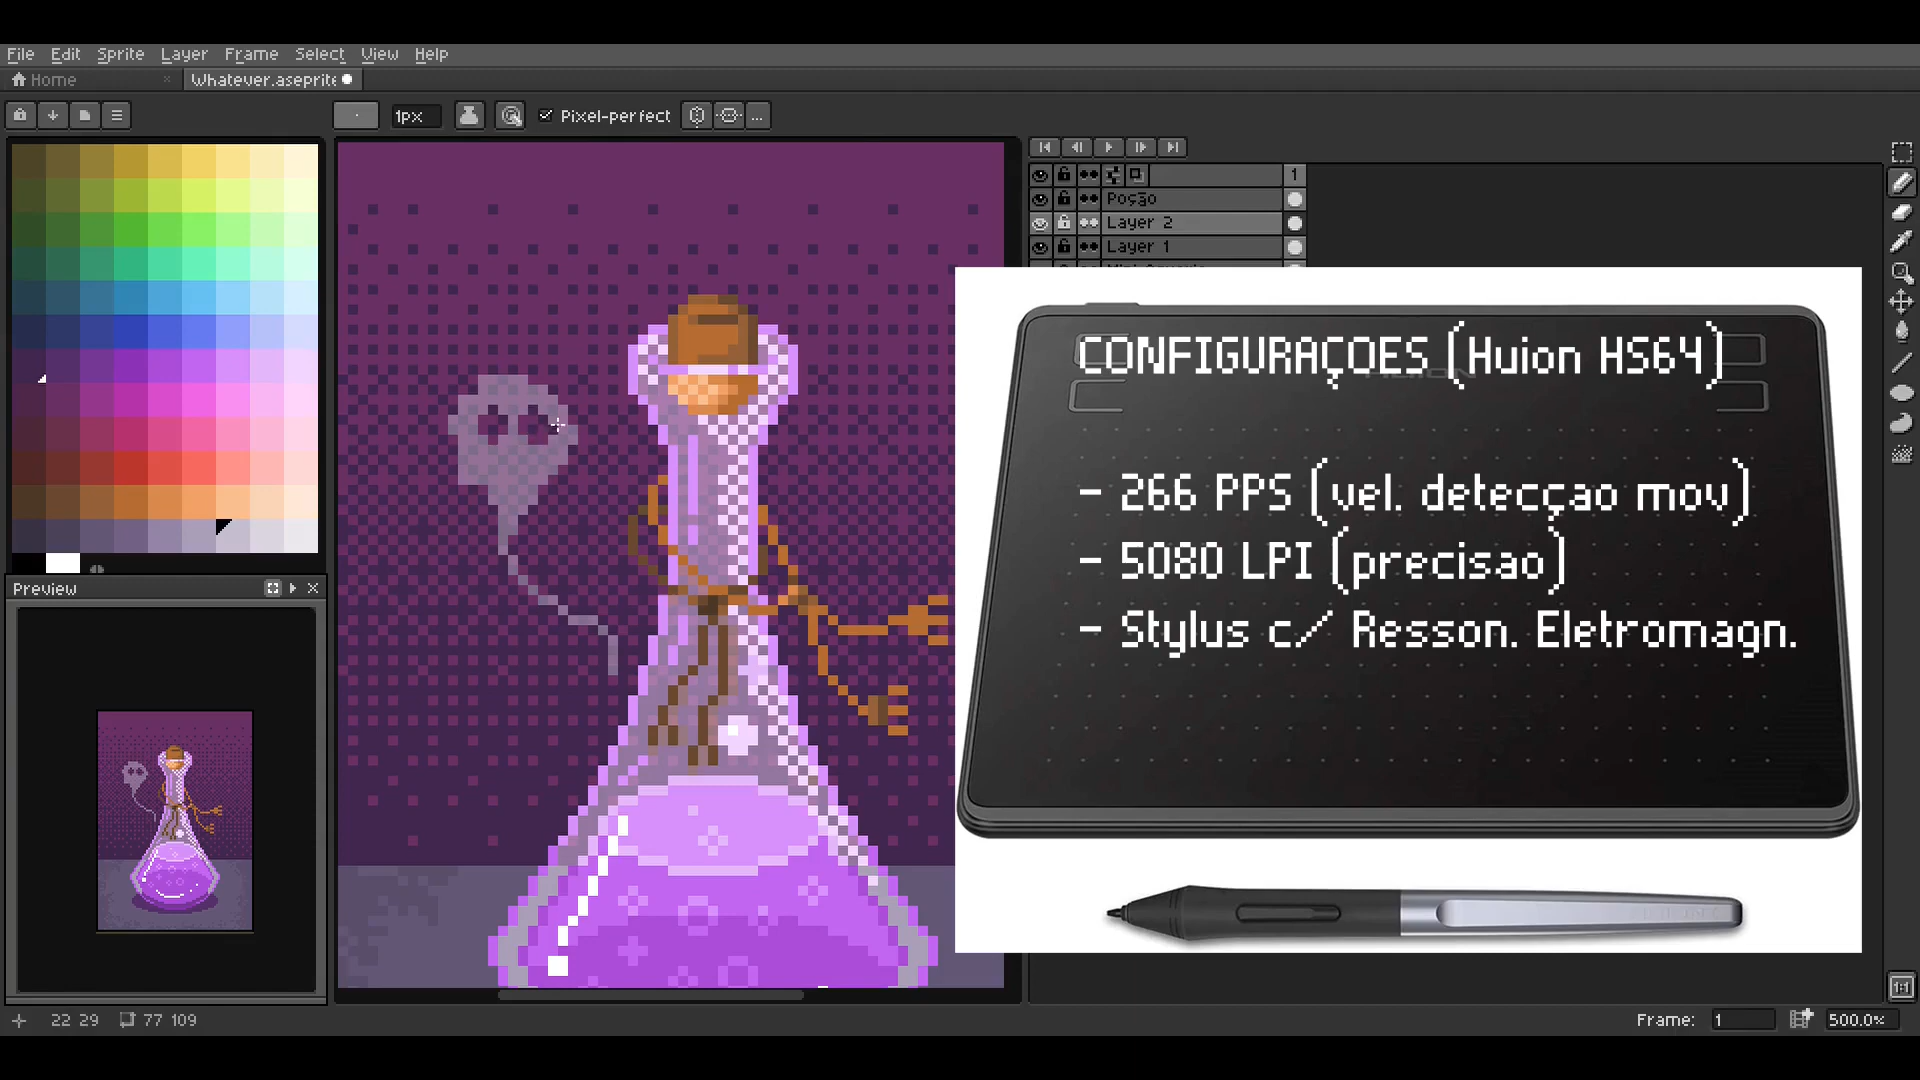 File Edit Sprite Layer Frame Select View Help
Home
Whatever.aseprite
1px
Pixel-perfect
...
1
Poção
Layer 2
Layer 1
CONFIGURAÇOES (Huion HS64)
- 266 PPS (vel. detecçao mov)
- 5080 LPI (precisao)
- Stylus c/ Resson. Eletromagn.
Preview
22 29
77 109
Frame: 1
500.0%
1:1